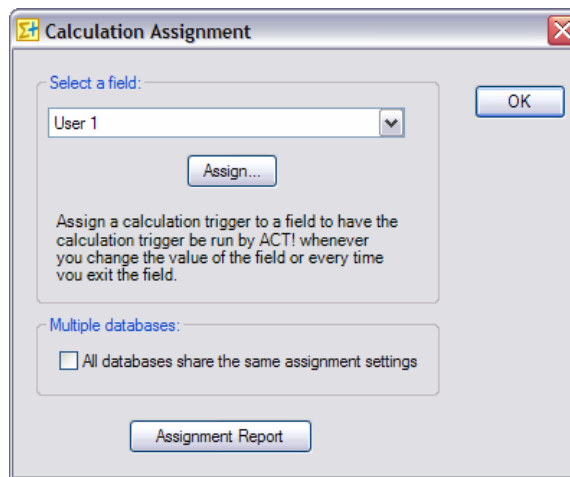 Calculation Assignment
Select a field:
User 1
OK
Assign...
Assign a calculation trigger to a field to have the
calculation trigger be run by ACT! whenever
you change the value of the field or every time
you exit the field.
Multiple databases:
All databases share the same assignment settings
Assignment Report